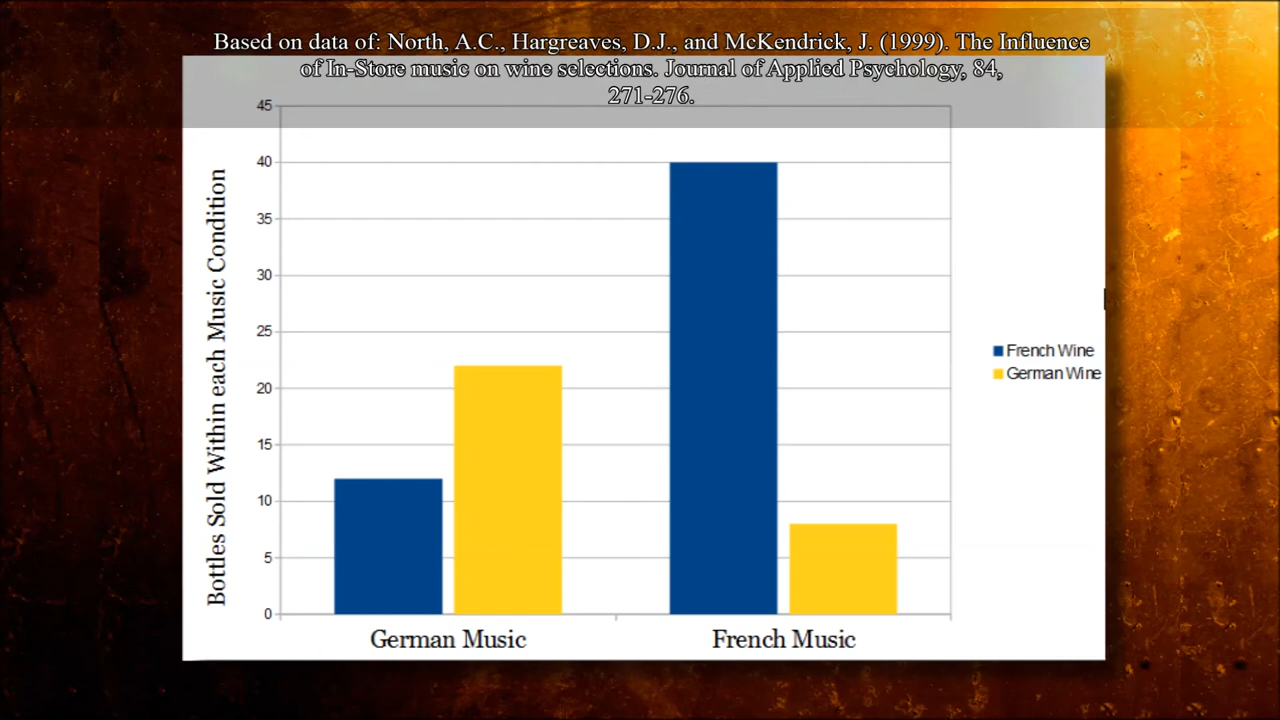 Based on data of: North, A.C., Hargreaves, D.J., and McKendrick, J. (1999). The Influence
of In-Store music on wine selections. Journal of Applied Psychology, 84,
271-276.
45
40
35
30
25
20
15
10
5
0
Bottles Sold Within each Music Condition
French Wine
German Wine
German Music
French Music